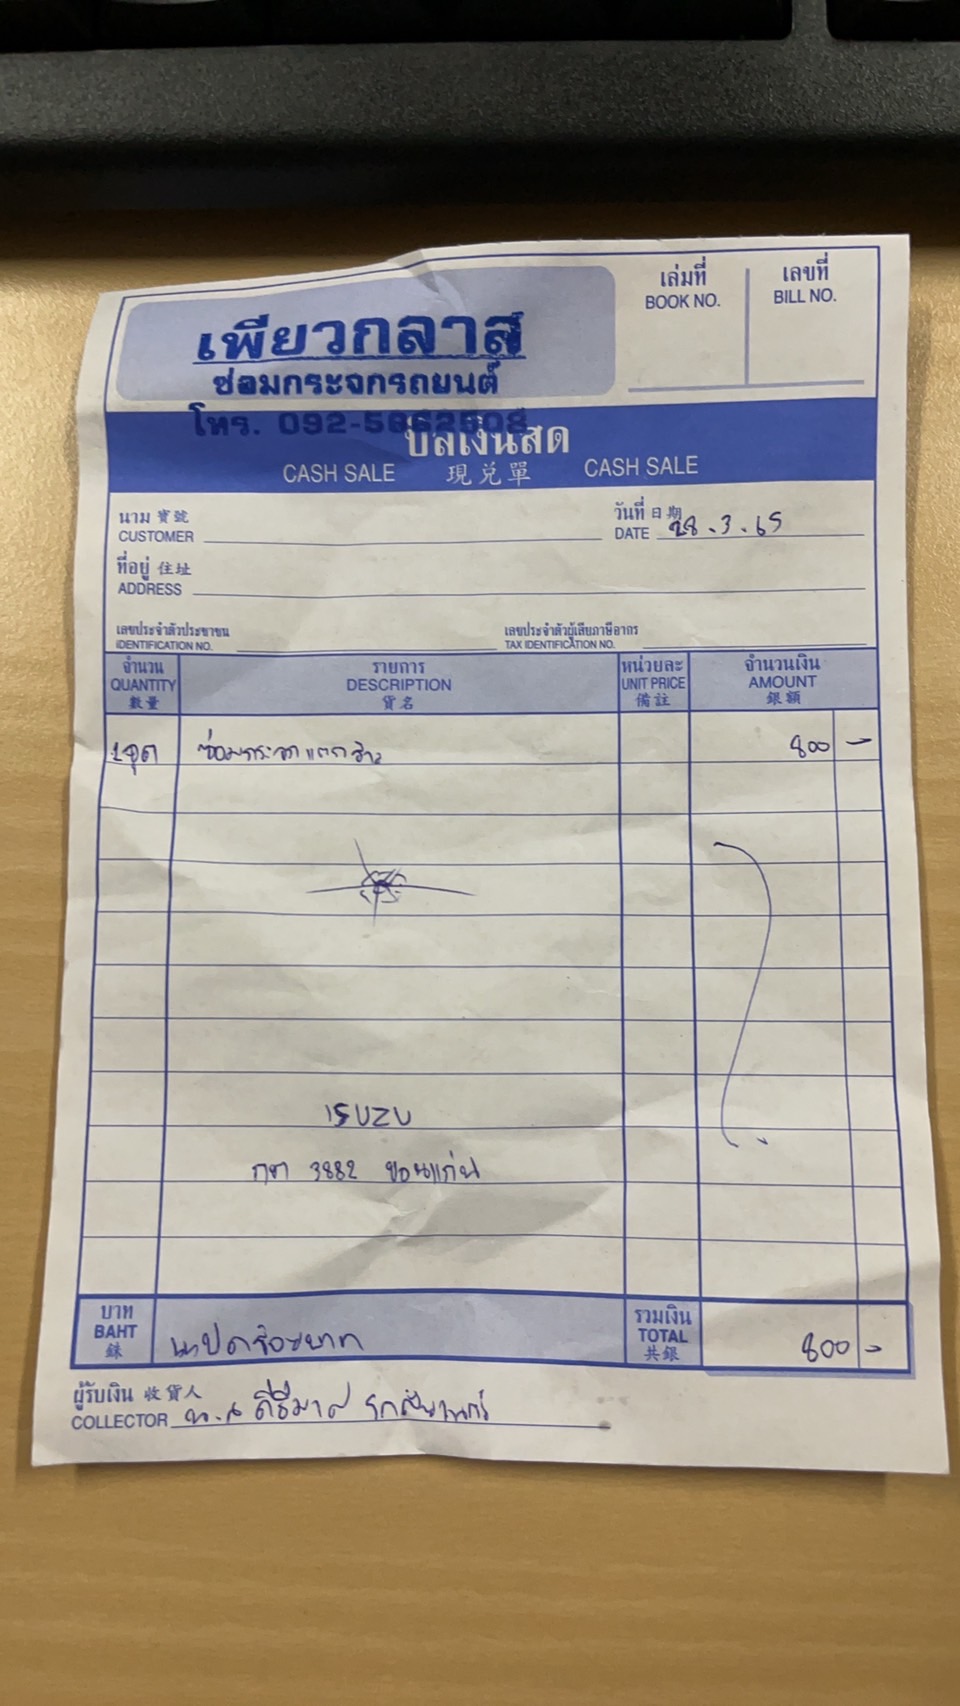 เพียวกลาส
ซ่อมกระจกรถยนต์
โทร. 092-5862508
เล่มที่
BOOK NO.
เลขที่
BILL NO.
บิลเงินสด
CASH SALE 現兌單 CASH SALE
นาม 寶號
CUSTOMER
วันที่ 日期
DATE 28.3.65
ที่อยู่ 住址
ADDRESS
เลขประจำตัวประชาชน
IDENTIFICATION NO.
เลขประจำตัวผู้เสียภาษีอากร
TAX IDENTIFICATION NO.
จำนวน
QUANTITY
數量
รายการ
DESCRIPTION
貨名
หน่วยละ
UNIT PRICE
備註
จำนวนเงิน
AMOUNT
銀額
1จุด ซ่อมกระจกแตกร้าว 800 -
ISUZU
3882 ขอนแก่น
บาท
BAHT
銖
แปดร้อยบาท
รวมเงิน
TOTAL
共銀
800 -
ผู้รับเงิน 收貨人
COLLECTOR น.ส